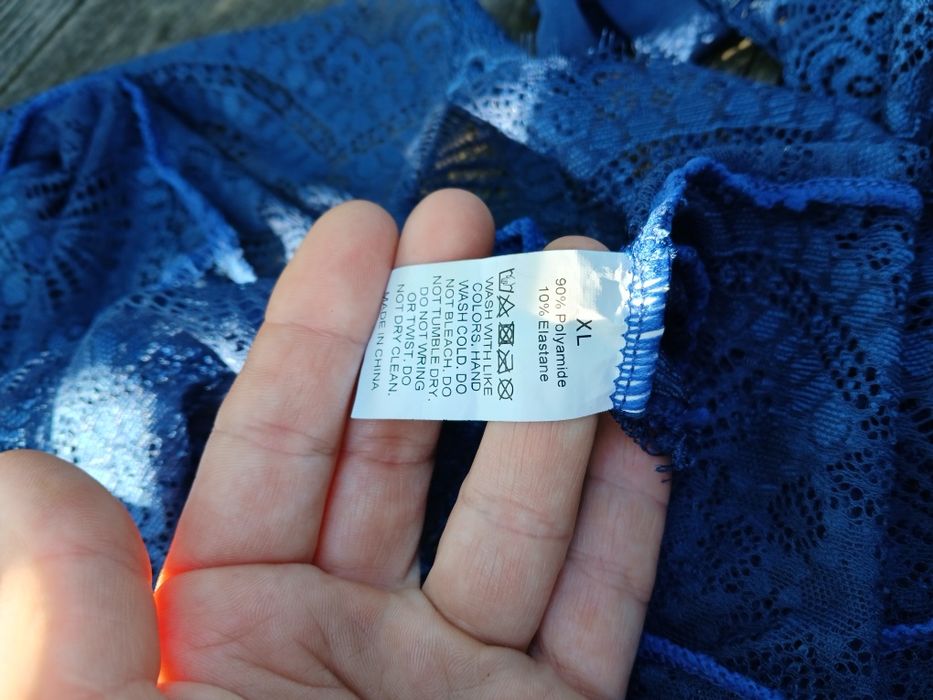 XL
90% Polyamide
10% Elastane
WASH WITH LIKE
COLORS. HAND
WASH COLD. DO
NOT BLEACH. DO
NOT TUMBLE DRY.
DO NOT WRING
OR TWIST. DO
NOT DRY CLEAN.
MADE IN CHINA